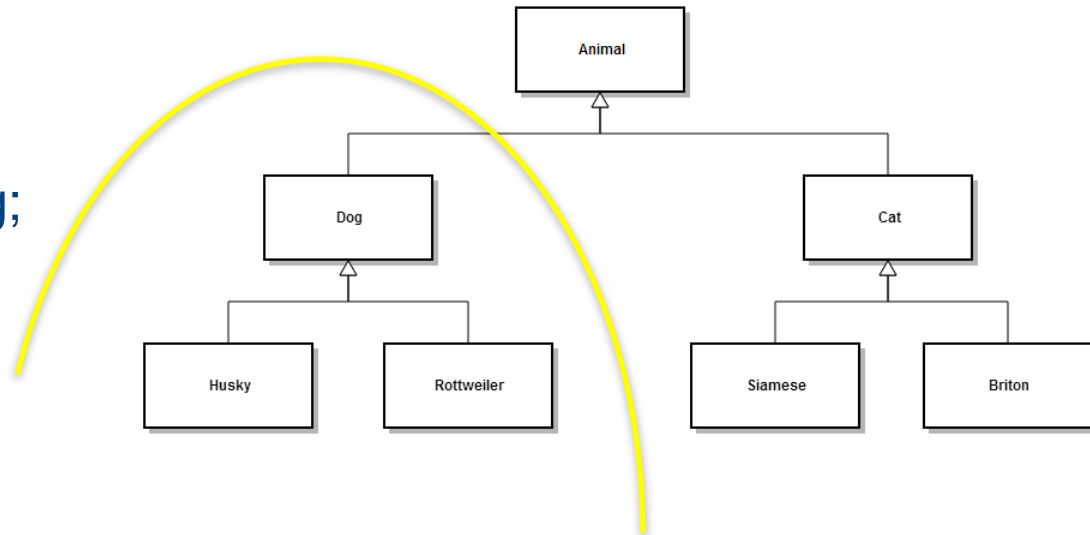 Animal
g;
Dog
Cat
Husky
Rottweiler
Siamese
Briton